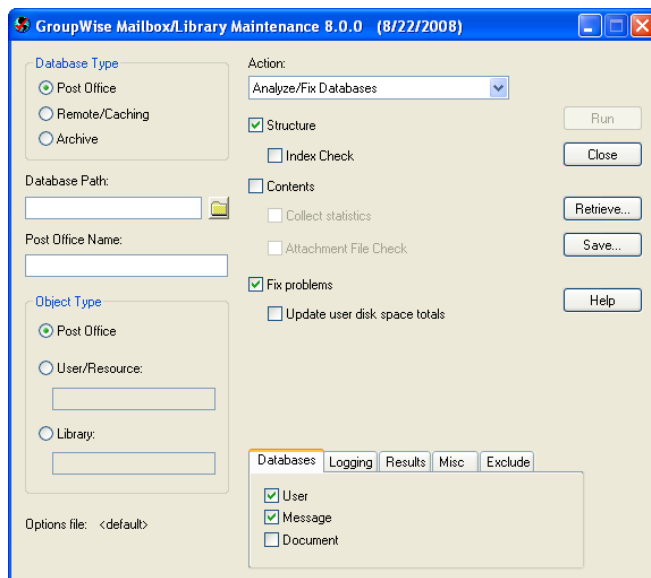 GroupWise Mailbox/Library Maintenance 8.0.0 (8/22/2008)
Database Type
Post Office
Remote/Caching
Archive
Database Path:
Post Office Name:
Object Type
Post Office
User/Resource:
Library:
Options file: <default>
Action:
Analyze/Fix Databases
Structure
Index Check
Contents
Collect statistics
Attachment File Check
Fix problems
Update user disk space totals
Run
Close
Retrieve...
Save...
Help
Databases Logging Results Misc Exclude
User
Message
Document